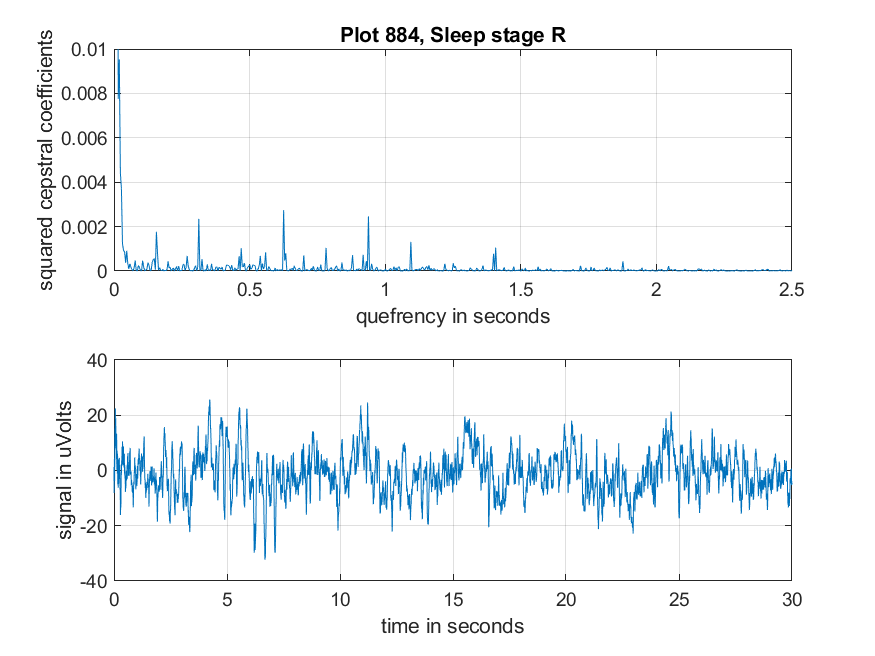 Plot 884, Sleep stage R
squared cepstral coefficients
0.01
0.008
0.006
0.004
0.002
0
0 0.5 1 1.5 2 2.5
quefrency in seconds
signal in uVolts
40
20
0
-20
-40
0 5 10 15 20 25 30
time in seconds